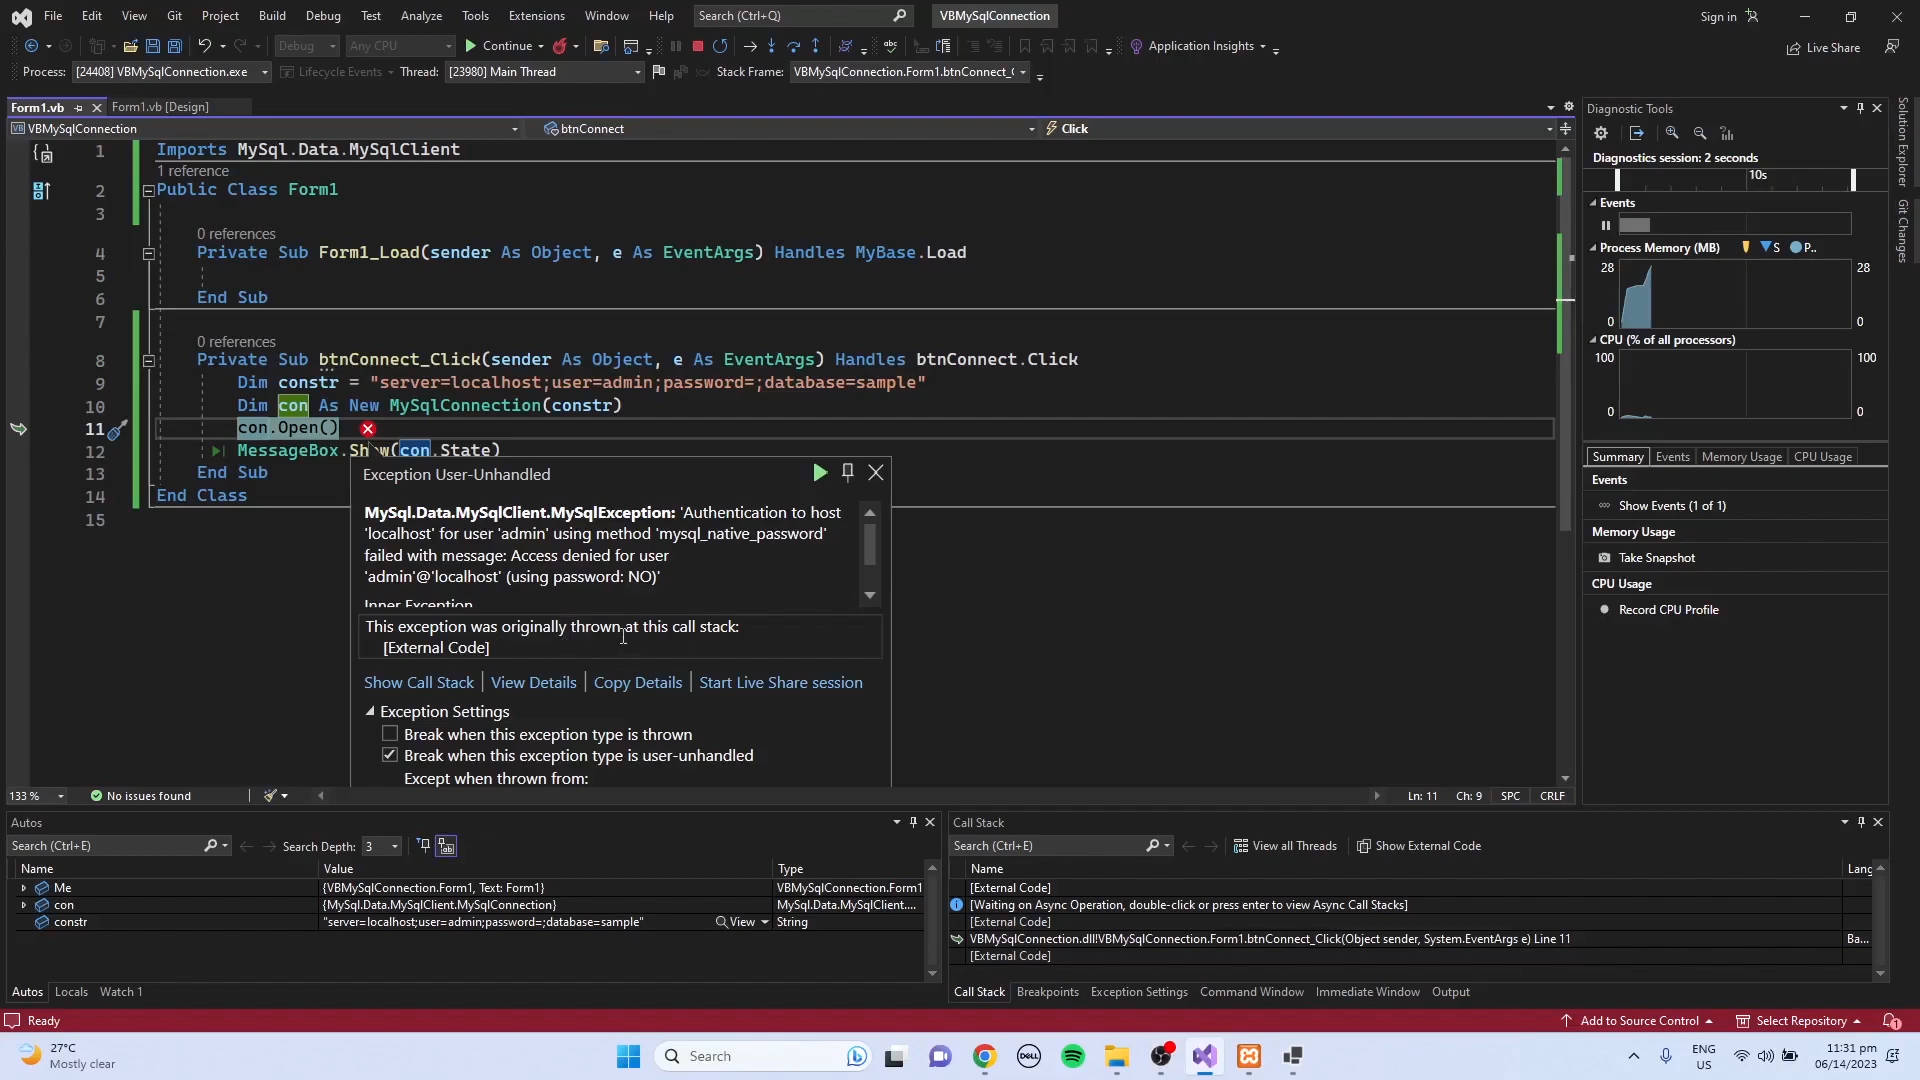 File Edit View Git Project Build Debug Test Analyze Tools Extensions Window Help Search (Ctrl+Q) VBMySqlConnection Sign in
Debug Any CPU Continue Application Insights Live Share
Process: [24408] VBMySqlConnection.exe Lifecycle Events Thread: [23980] Main Thread Stack Frame: VBMySqlConnection.Form1.btnConnect_(
Form1.vb Form1.vb [Design]
VBMySqlConnection btnConnect Click
1 Imports MySql.Data.MySqlClient
1 reference
2 Public Class Form1
3
0 references
4 Private Sub Form1_Load(sender As Object, e As EventArgs) Handles MyBase.Load
5
6 End Sub
7
0 references
8 Private Sub btnConnect_Click(sender As Object, e As EventArgs) Handles btnConnect.Click
9 Dim constr = "server=localhost;user=admin;password=;database=sample"
10 Dim con As New MySqlConnection(constr)
11 con.Open()
12 MessageBox.Show(con.State)
13 End Sub
14 End Class
15
Exception User-Unhandled
MySql.Data.MySqlClient.MySqlException: 'Authentication to host
'localhost' for user 'admin' using method 'mysql_native_password'
failed with message: Access denied for user
'admin'@'localhost' (using password: NO)'
Inner Exception
This exception was originally thrown at this call stack:
[External Code]
Show Call Stack | View Details | Copy Details | Start Live Share session
Exception Settings
Break when this exception type is thrown
Break when this exception type is user-unhandled
Except when thrown from:
133 % No issues found Ln: 11 Ch: 9 SPC CRLF
Diagnostic Tools
Diagnostics session: 2 seconds
10s
Events
Process Memory (MB) S P..
28 28
0 0
CPU (% of all processors)
100 100
0 0
Summary Events Memory Usage CPU Usage
Events
Show Events (1 of 1)
Memory Usage
Take Snapshot
CPU Usage
Record CPU Profile
Solution Explorer
Git Changes
Autos
Search (Ctrl+E) Search Depth: 3
Name Value Type
Me {VBMySqlConnection.Form1, Text: Form1} VBMySqlConnection.Form1
con {MySql.Data.MySqlClient.MySqlConnection} MySql.Data.MySqlClient....
constr "server=localhost;user=admin;password=;database=sample" View String
Autos Locals Watch 1
Call Stack
Search (Ctrl+E) View all Threads Show External Code
Name Lang
[External Code]
[Waiting on Async Operation, double-click or press enter to view Async Call Stacks]
[External Code]
VBMySqlConnection.dll!VBMySqlConnection.Form1.btnConnect_Click(Object sender, System.EventArgs e) Line 11 Ba...
[External Code]
Call Stack Breakpoints Exception Settings Command Window Immediate Window Output
Ready Add to Source Control Select Repository 1
27°C
Mostly clear
Search
DELL
ENG
US
11:31 pm
06/14/2023